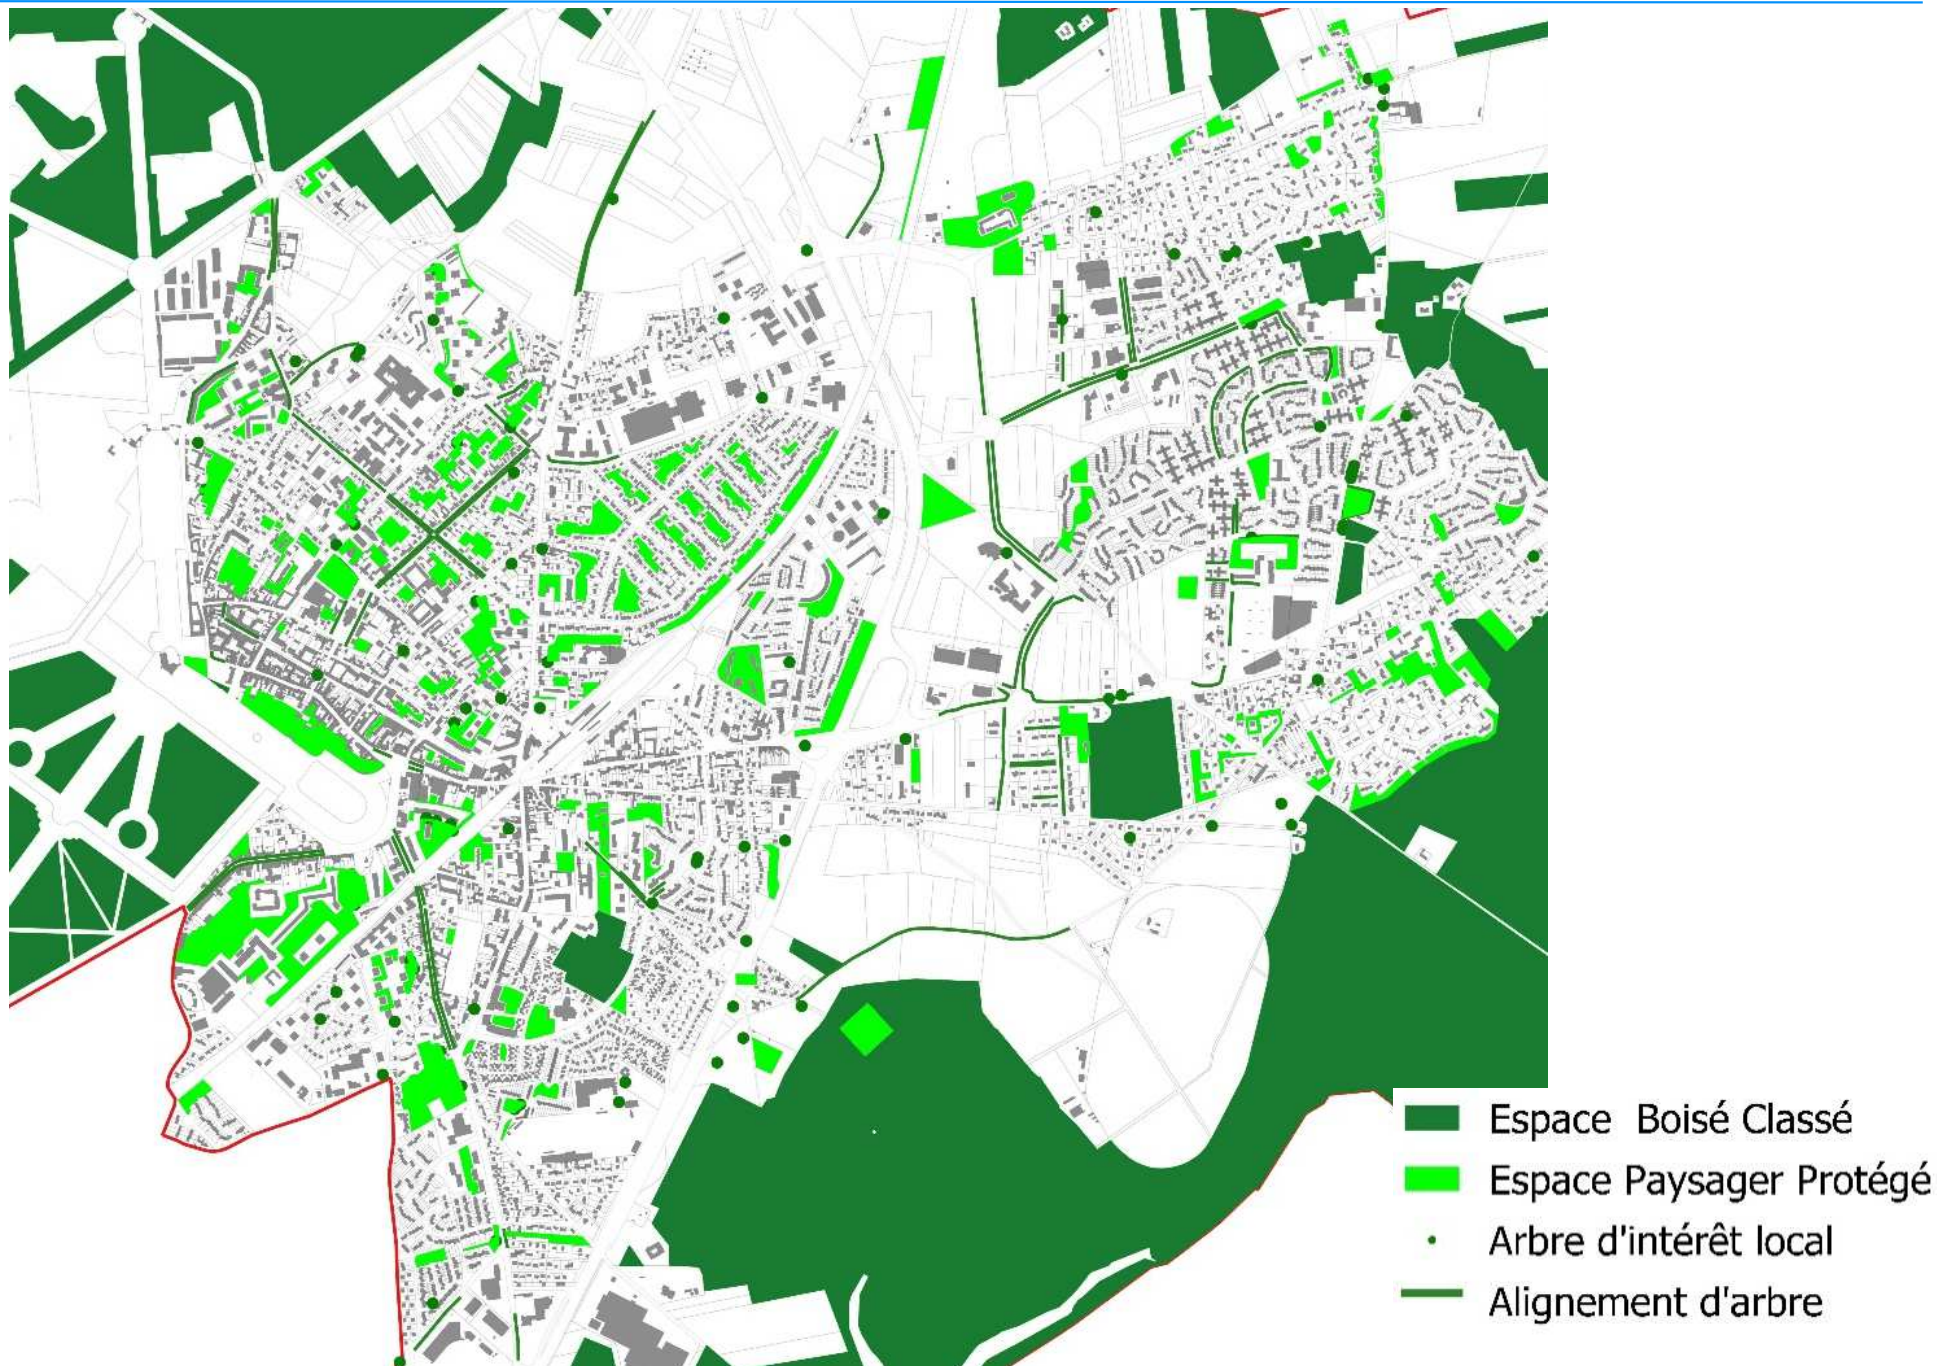 Espace Boisé Classé
Espace Paysager Protégé
Arbre d'intérêt local
Alignement d'arbre